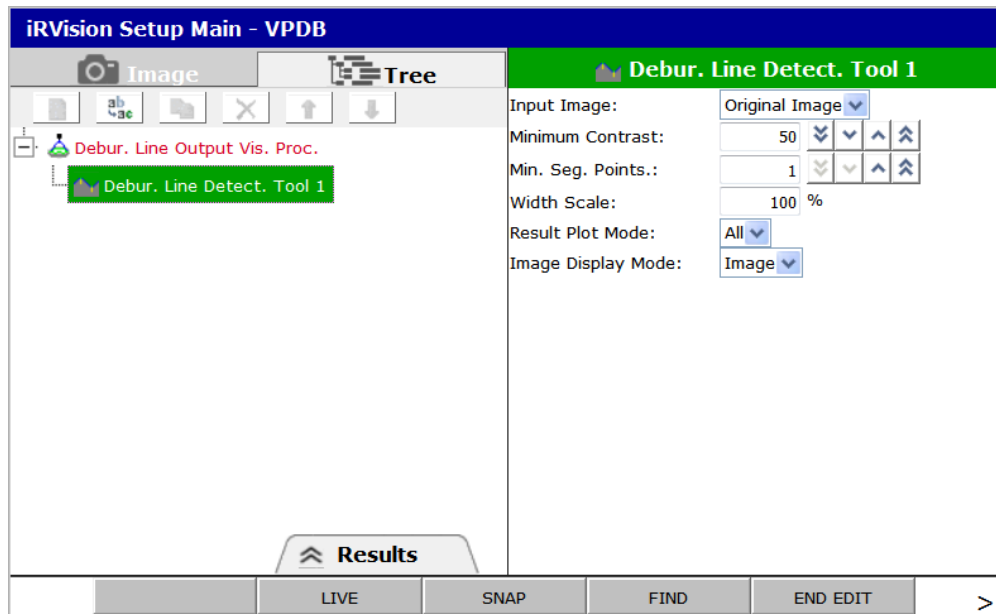 iRVision Setup Main - VPDB
Image
Tree
ab
ac
Debur. Line Output Vis. Proc.
Debur. Line Detect. Tool 1
Results
Debur. Line Detect. Tool 1
Input Image: Original Image
Minimum Contrast: 50
Min. Seg. Points.: 1
Width Scale: 100 %
Result Plot Mode: All
Image Display Mode: Image
LIVE SNAP FIND END EDIT >